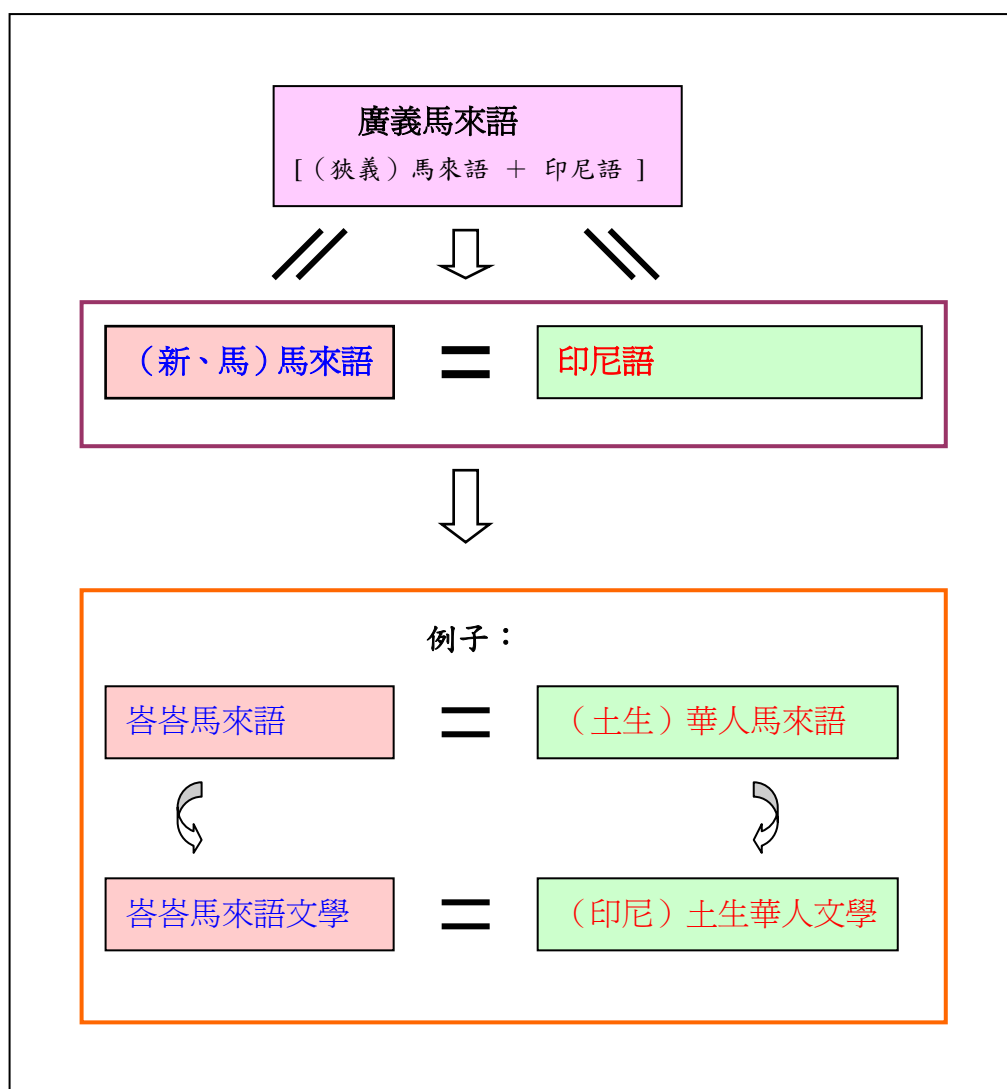 廣義馬來語
[（狹義）馬來語 ＋ 印尼語 ]
（新、馬）馬來語 = 印尼語
例子：
峇峇馬來語 = （土生）華人馬來語
峇峇馬來語文學 = （印尼）土生華人文學